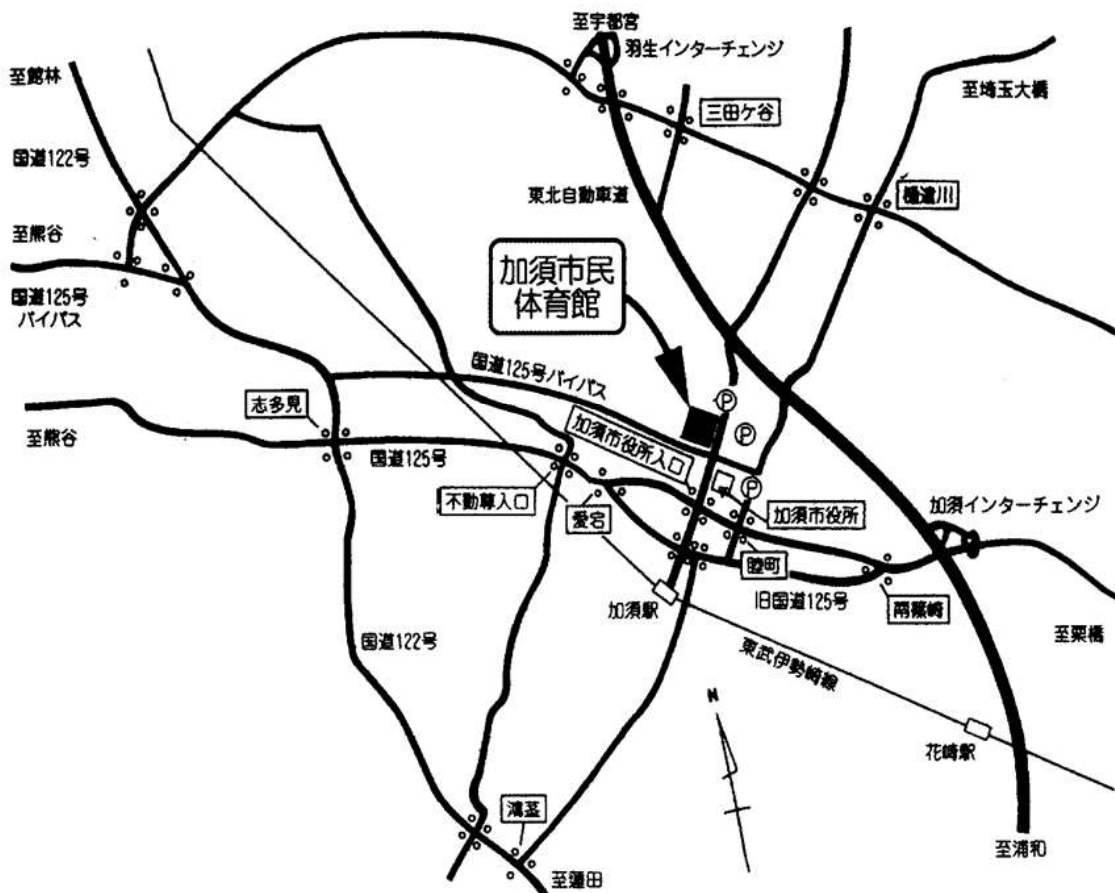 至宇都宮
羽生インターチェンジ
至館林
至埼玉大橋
三田ケ谷
国道122号
東北自動車道
樋遣川
至熊谷
国道125号
バイパス
加須市民
体育館
国道125号バイパス
P
志多見
加須市役所入口
P
至熊谷
国道125号
不動尊入口
P
愛宕
加須市役所
加須インターチェンジ
睦町
加須駅
旧国道125号
南篠崎
至栗橋
国道122号
東武伊勢崎線
N
花崎駅
鴻茎
至浦和
至蓮田